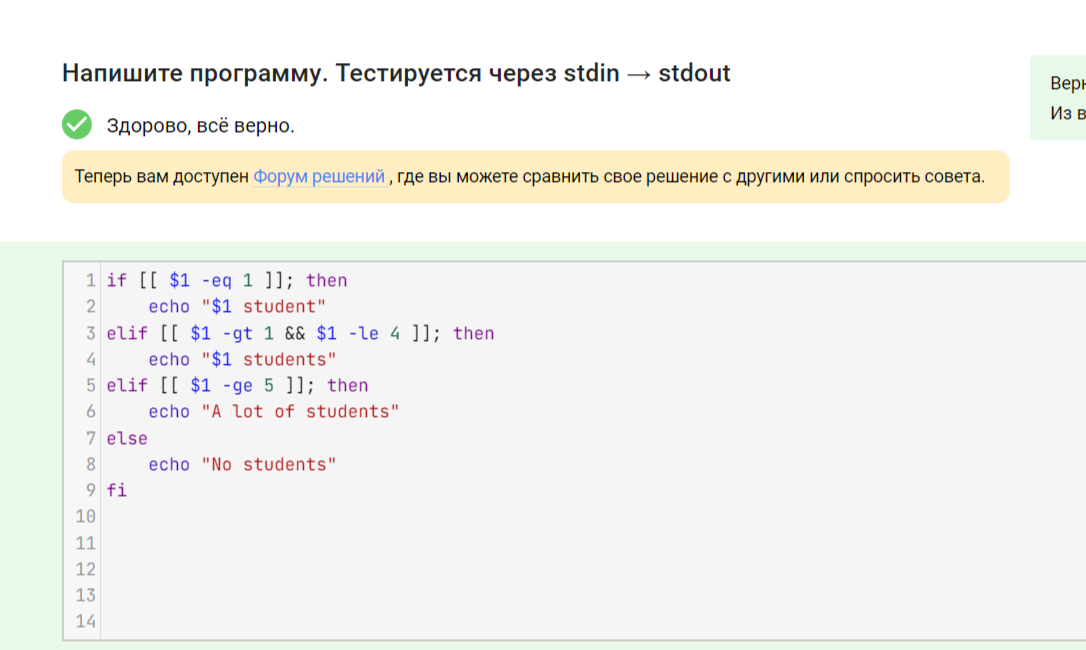 Напишите программу. Тестируется через stdin → stdout
Здорово, всё верно.
Теперь вам доступен Форум решений , где вы можете сравнить свое решение с другими или спросить совета.
Верн
Из в
1 if [[ $1 -eq 1 ]]; then
2     echo "$1 student"
3 elif [[ $1 -gt 1 && $1 -le 4 ]]; then
4     echo "$1 students"
5 elif [[ $1 -ge 5 ]]; then
6     echo "A lot of students"
7 else
8     echo "No students"
9 fi
10
11
12
13
14